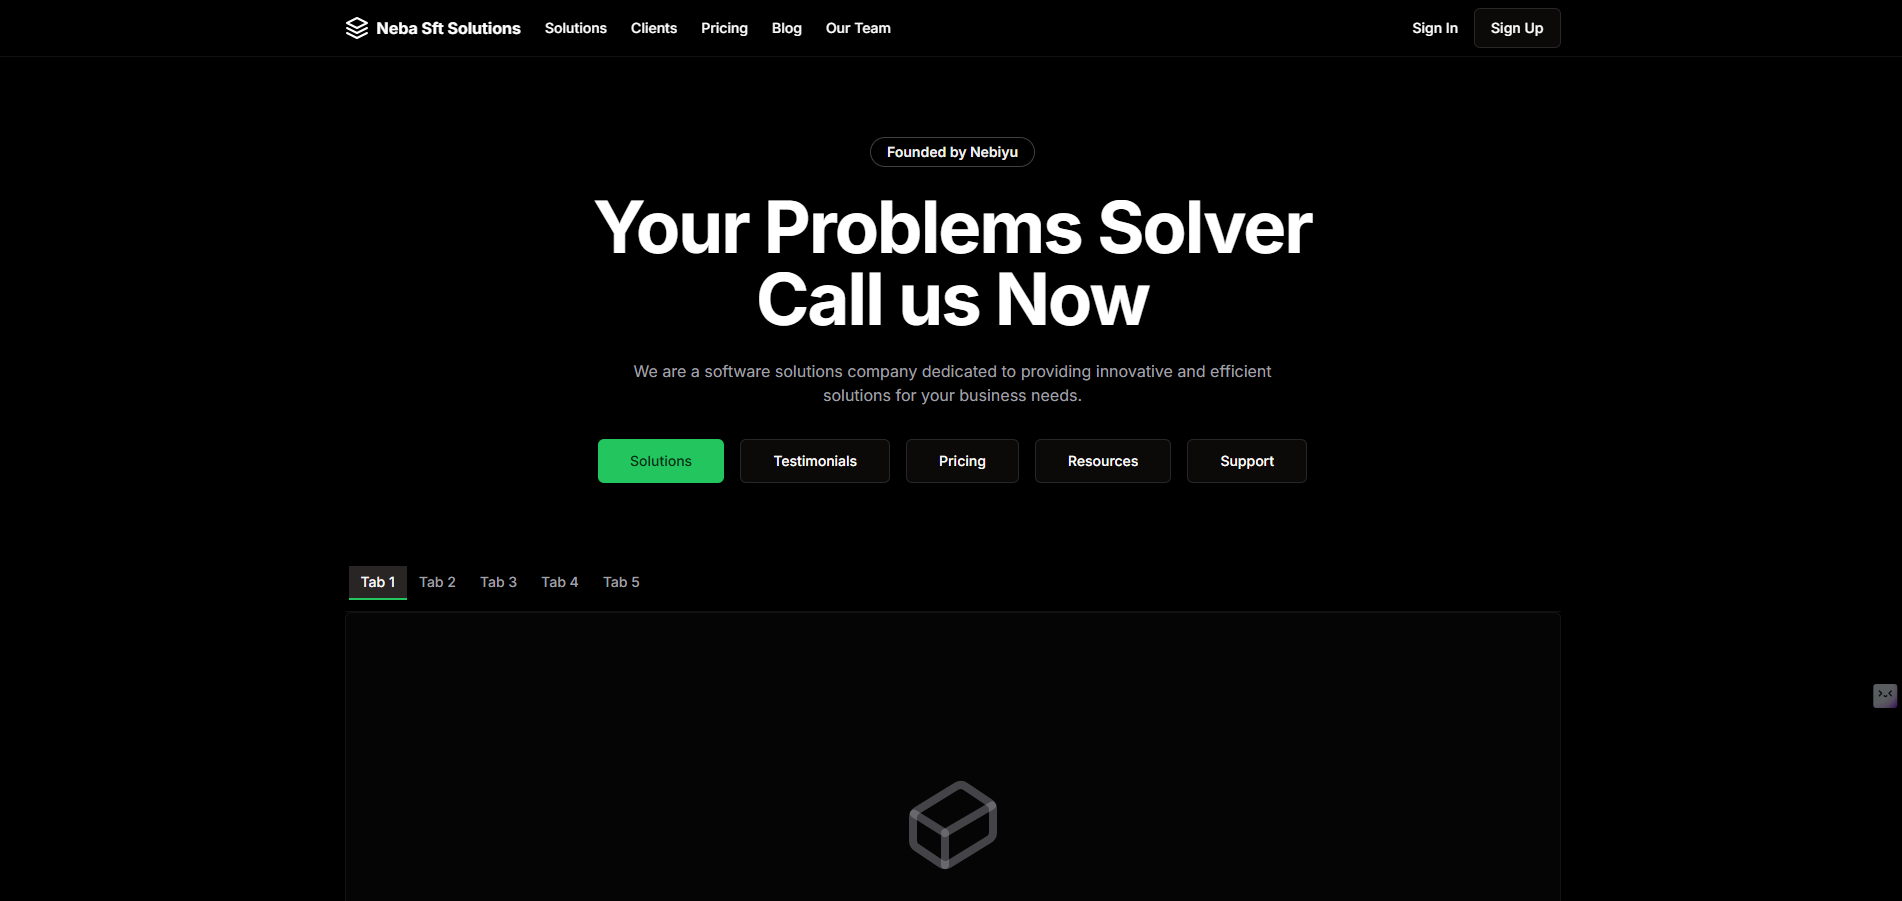 Neba Sft Solutions Solutions Clients Pricing Blog Our Team Sign In Sign Up
Founded by Nebiyu
Your Problems Solver
Call us Now
We are a software solutions company dedicated to providing innovative and efficient
solutions for your business needs.
Solutions Testimonials Pricing Resources Support
Tab 1 Tab 2 Tab 3 Tab 4 Tab 5